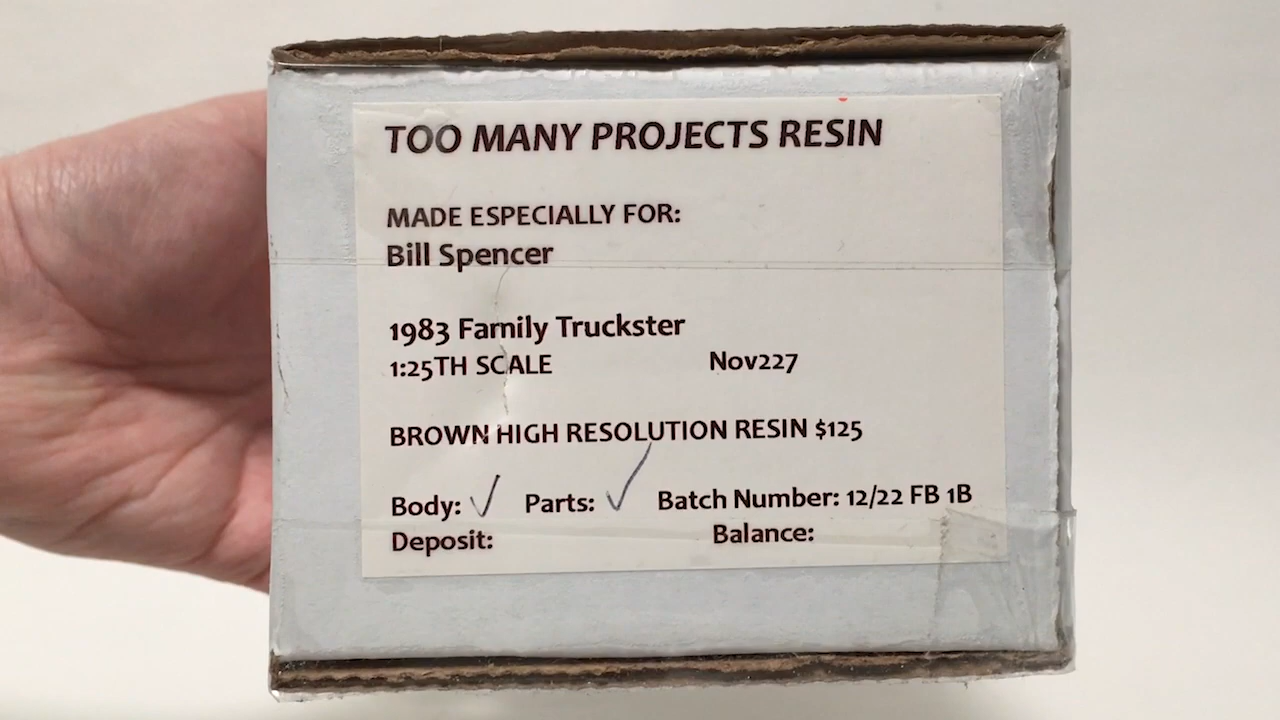 TOO MANY PROJECTS RESIN
MADE ESPECIALLY FOR:
Bill Spencer
1983 Family Truckster
1:25TH SCALE Nov227
BROWN HIGH RESOLUTION RESIN $125
Body: ✓ Parts: ✓ Batch Number: 12/22 FB 1B
Deposit: Balance: